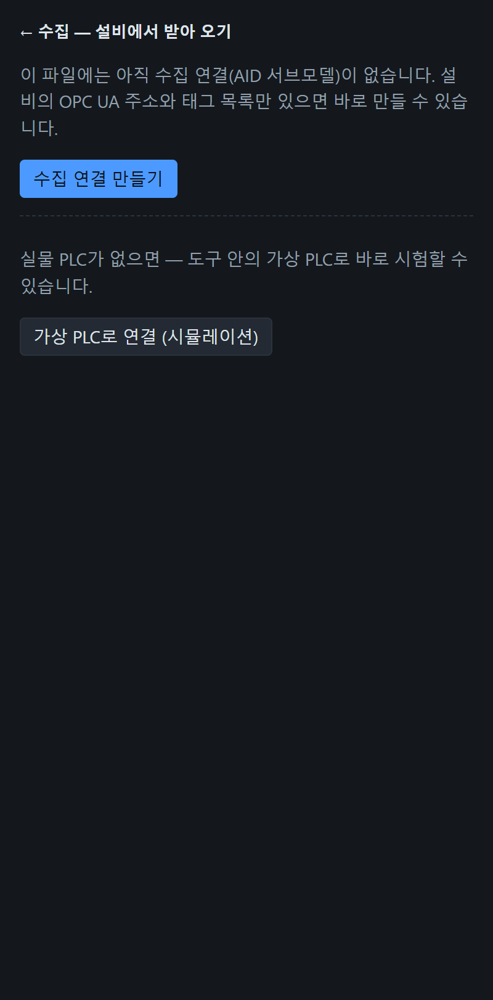 ← 수집 — 설비에서 받아 오기
이 파일에는 아직 수집 연결(AID 서브모델)이 없습니다. 설
비의 OPC UA 주소와 태그 목록만 있으면 바로 만들 수 있습
니다.
수집 연결 만들기
실물 PLC가 없으면 — 도구 안의 가상 PLC로 바로 시험할 수
있습니다.
가상 PLC로 연결 (시뮬레이션)